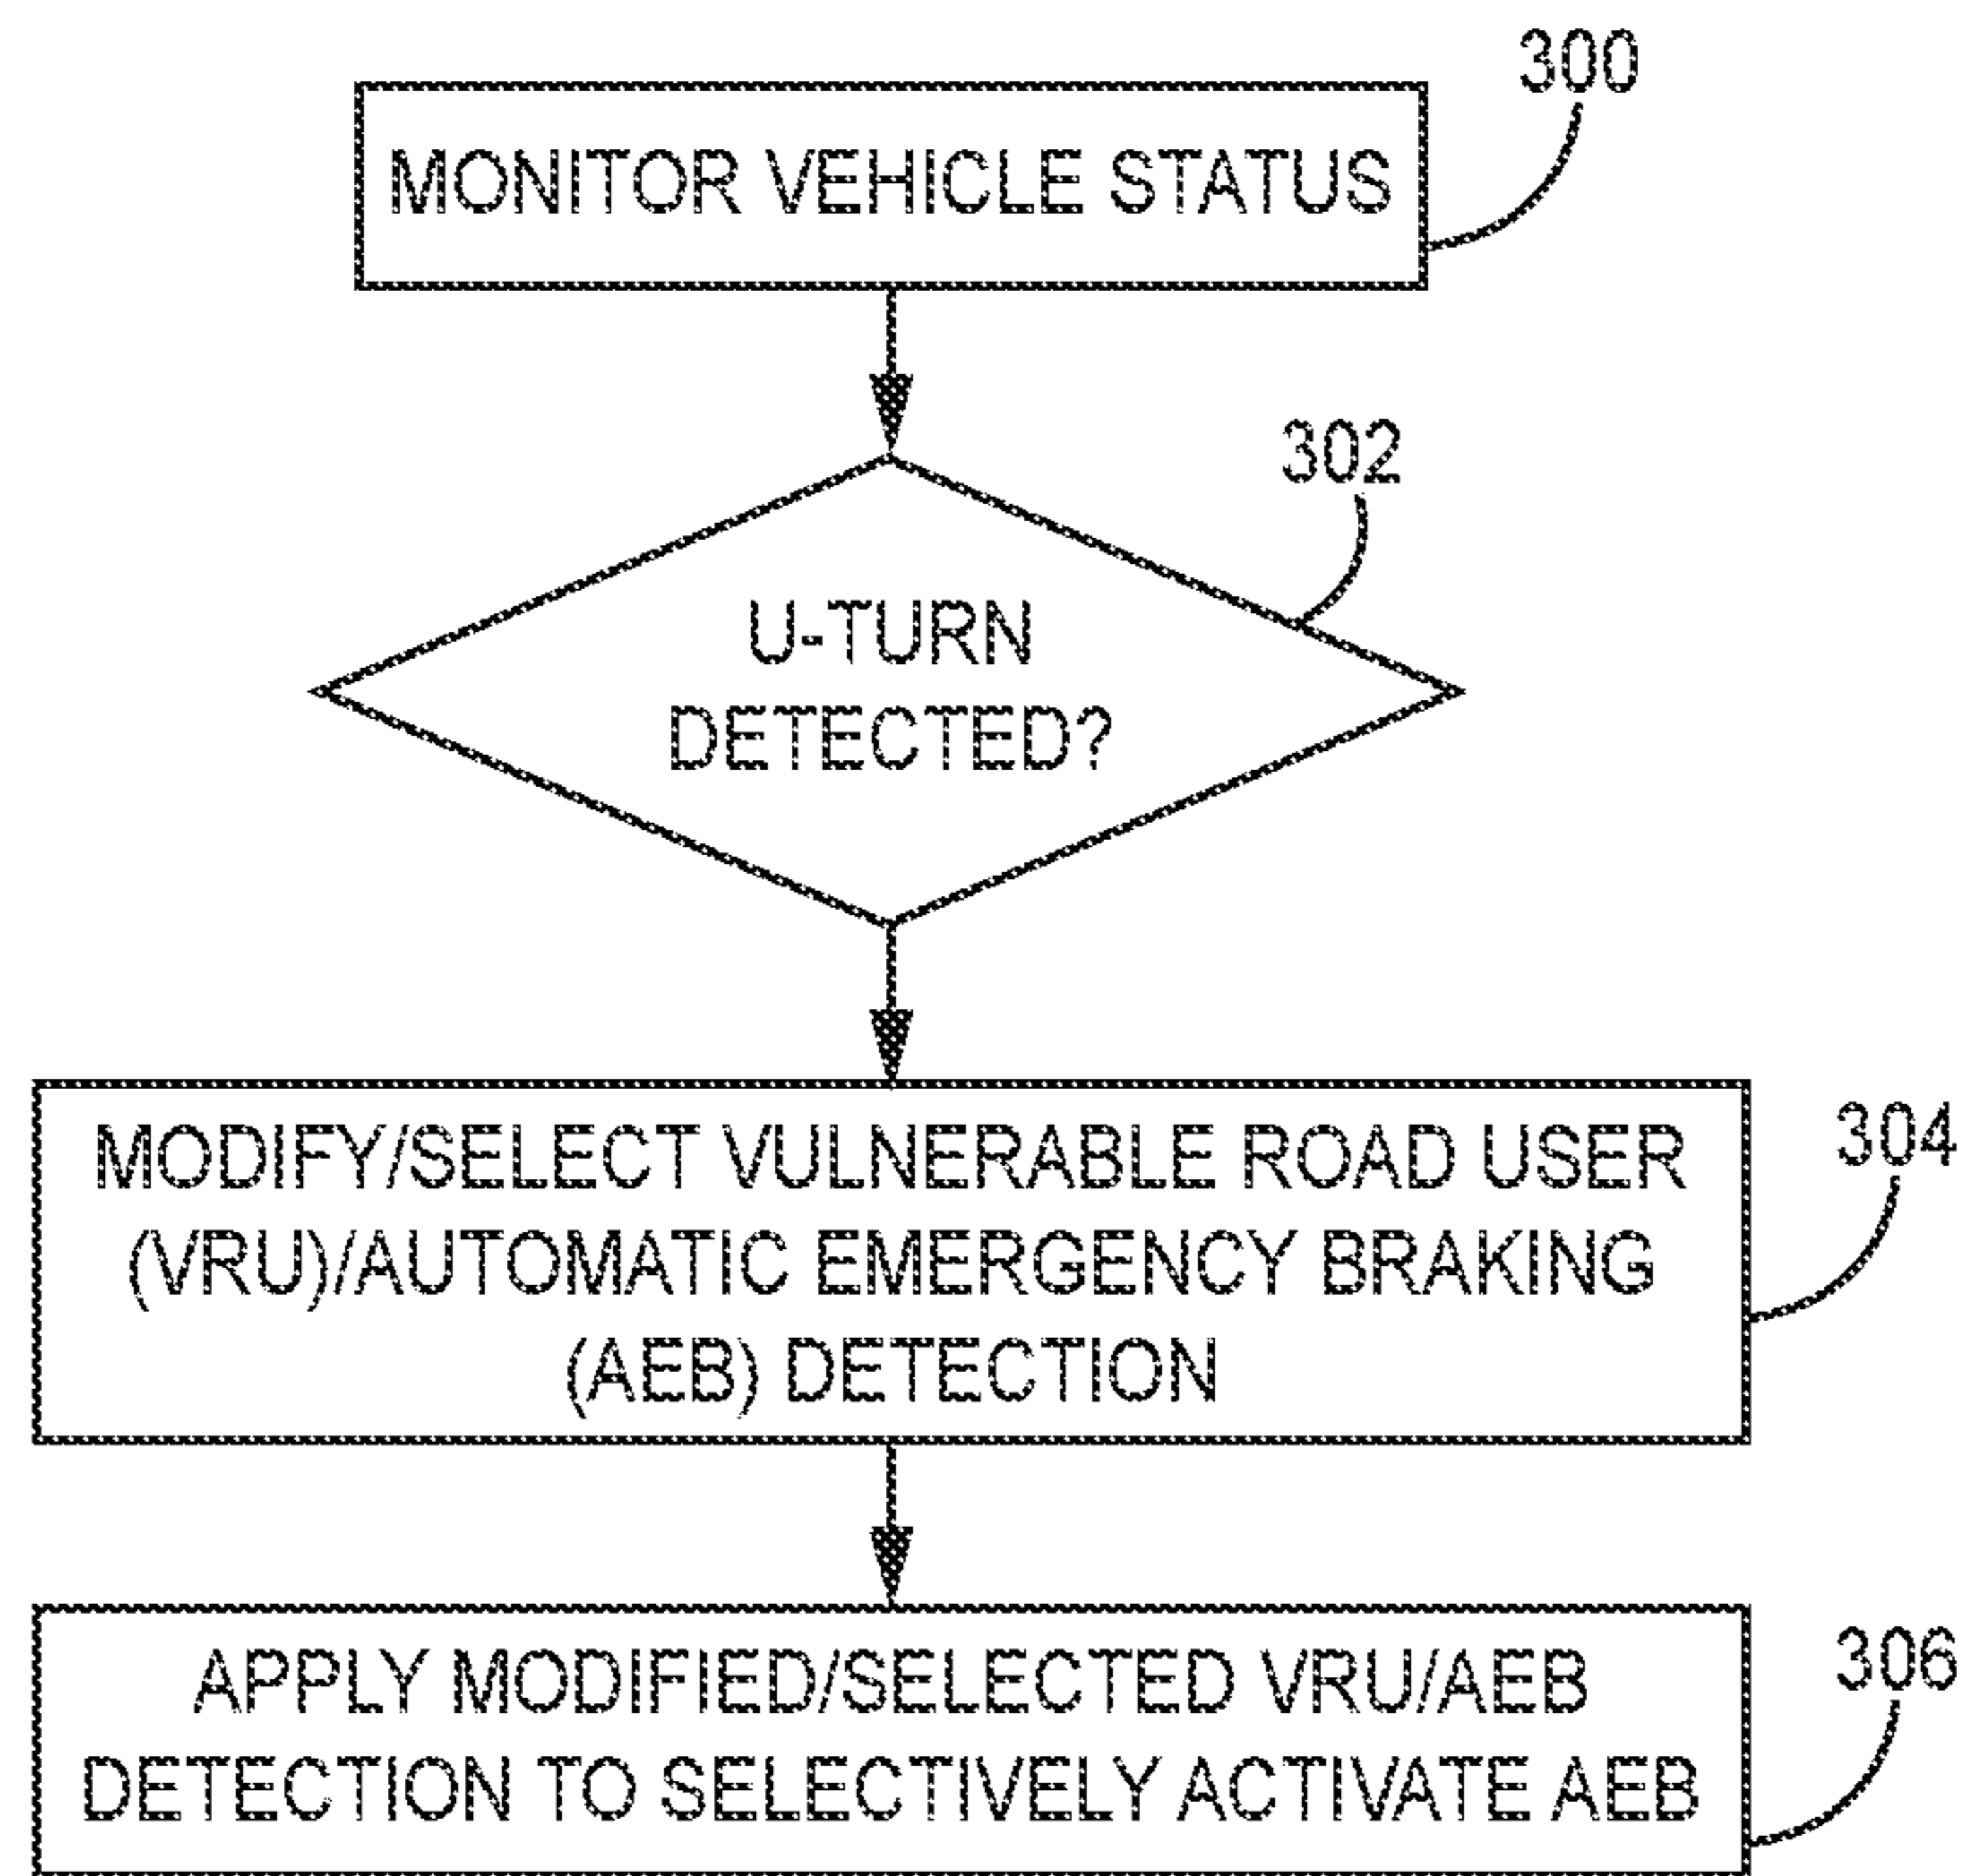 300
MONITOR VEHICLE STATUS
302
U-TURN
DETECTED?
304
MODIFY/SELECT VULNERABLE ROAD USER
(VRU)/AUTOMATIC EMERGENCY BRAKING
(AEB) DETECTION
306
APPLY MODIFIED/SELECTED VRU/AEB
DETECTION TO SELECTIVELY ACTIVATE AEB